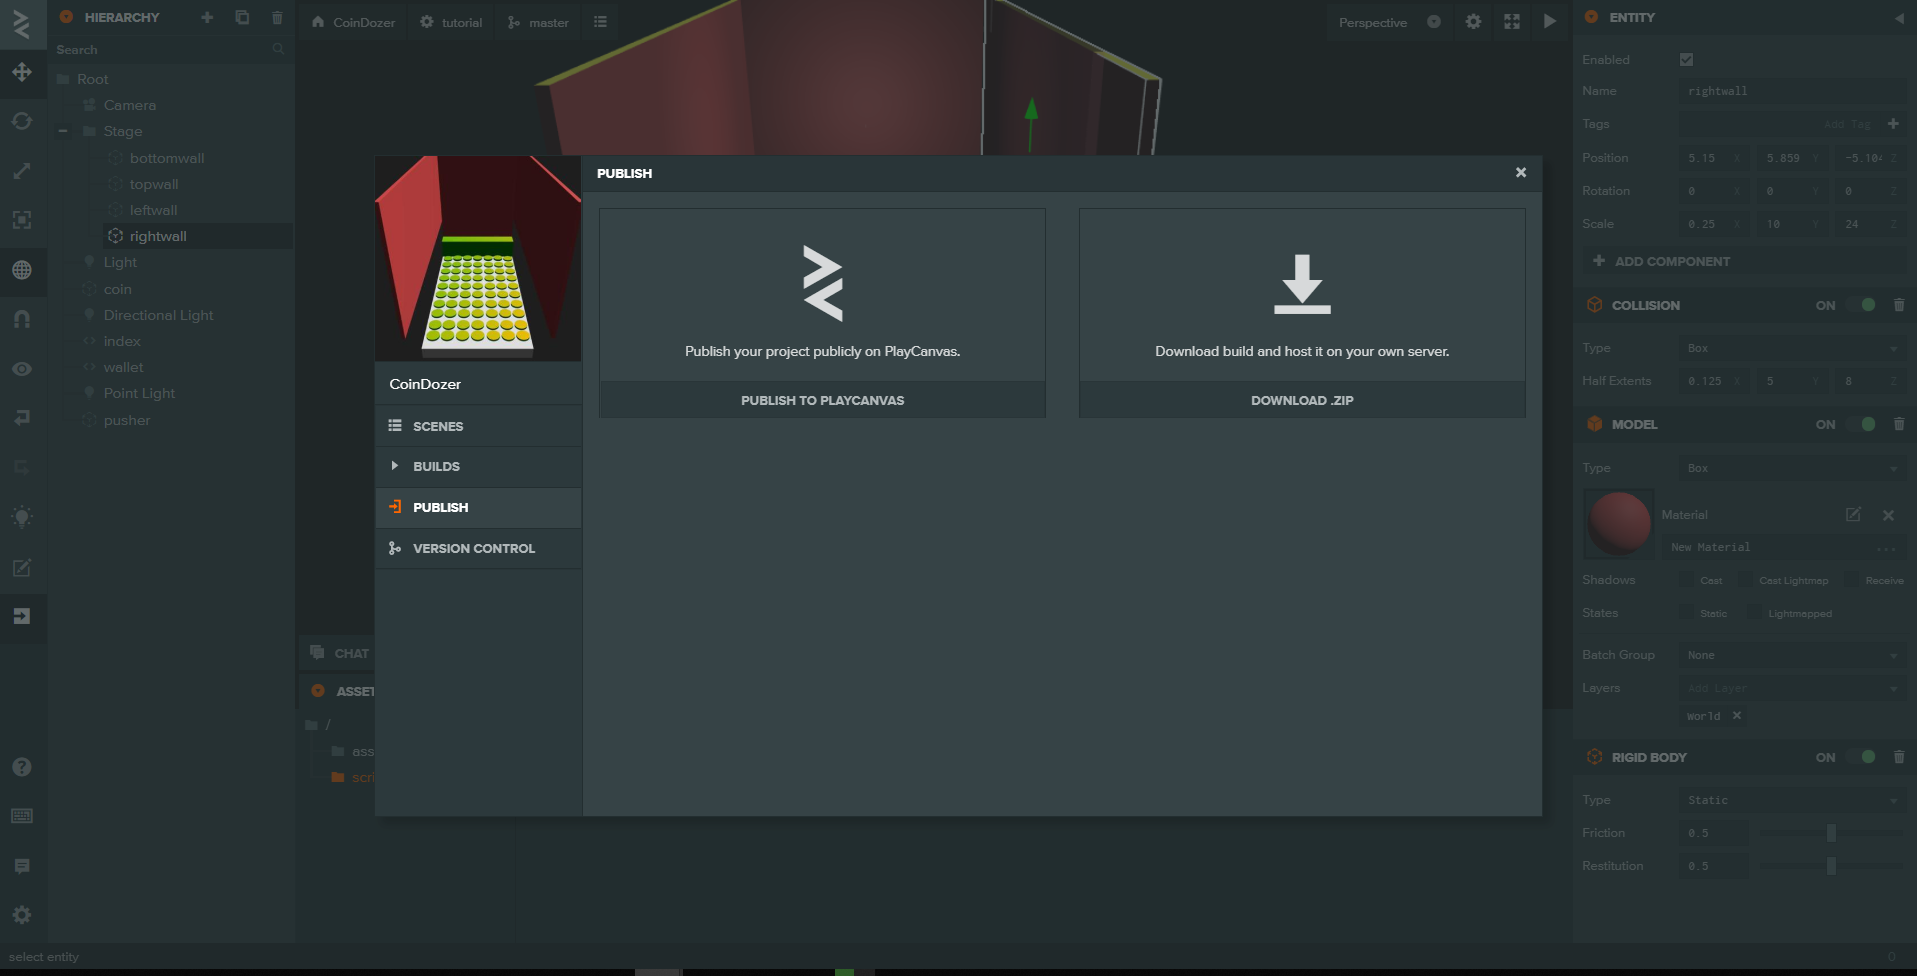 HIERARCHY
Search
Root
Camera
Stage
bottomwall
topwall
leftwall
rightwall
Light
coin
Directional Light
index
wallet
Point Light
pusher
CoinDozer
tutorial
master
Perspective
PUBLISH
Publish your project publicly on PlayCanvas.
PUBLISH TO PLAYCANVAS
Download build and host it on your own server.
DOWNLOAD .ZIP
CoinDozer
SCENES
BUILDS
PUBLISH
VERSION CONTROL
CHAT
ASSET
/
ass
scri
ENTITY
Enabled
Name rightwall
Tags Add Tag
Position 5.15 X 5.859 Y -5.104 Z
Rotation 0 X 0 Y 0 Z
Scale 0.25 X 10 Y 24 Z
ADD COMPONENT
COLLISION ON
Type Box
Half Extents 0.125 X 5 Y 8 Z
MODEL ON
Type Box
Material
New Material ...
Shadows Cast Cast Lightmap Receive
States Static Lightmapped
Batch Group None
Layers Add Layer
World
RIGID BODY ON
Type Static
Friction 0.5
Restitution 0.5
select entity
0